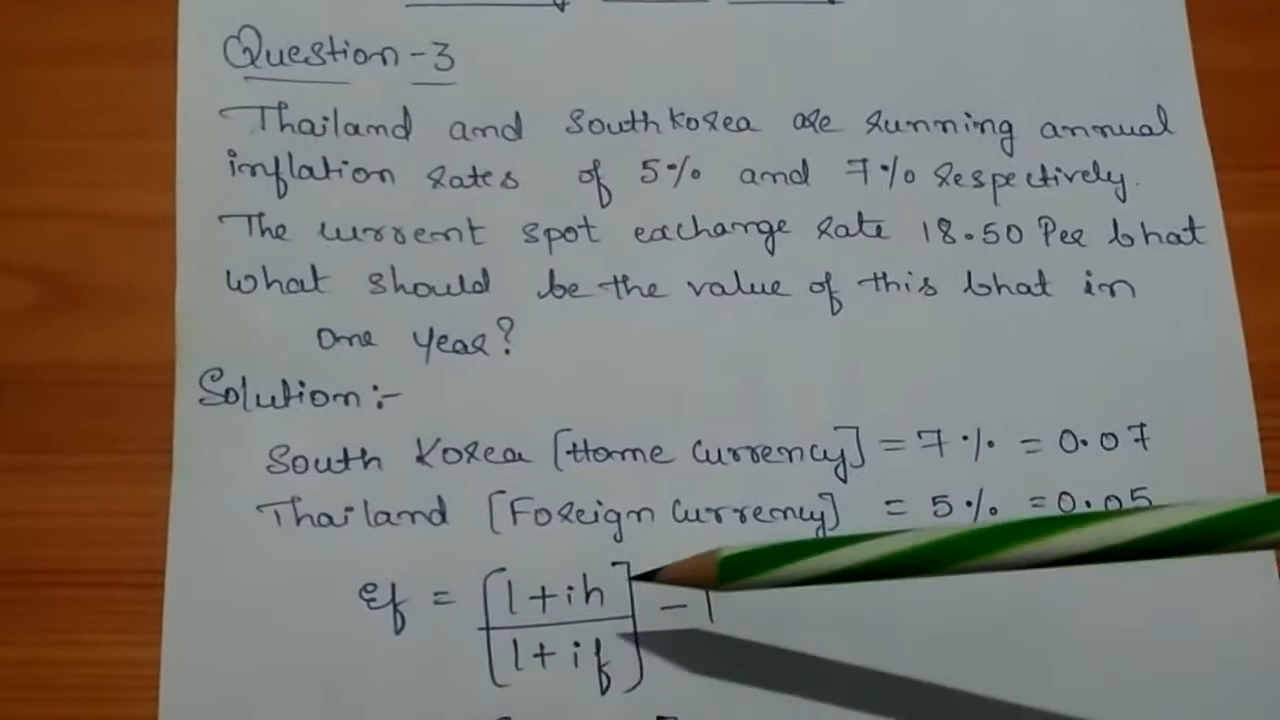 Question-3
Thailand and South Korea are running annual
inflation rates of 5% and 7% respectively.
The current spot exchange rate 18.50 Per bhat
what should be the value of this bhat in
one year?
Solution:-
South Korea [Home currency] = 7% = 0.07
Thailand [Foreign currency] = 5% = 0.05
ef = [1+ih] - 1
[1+if]